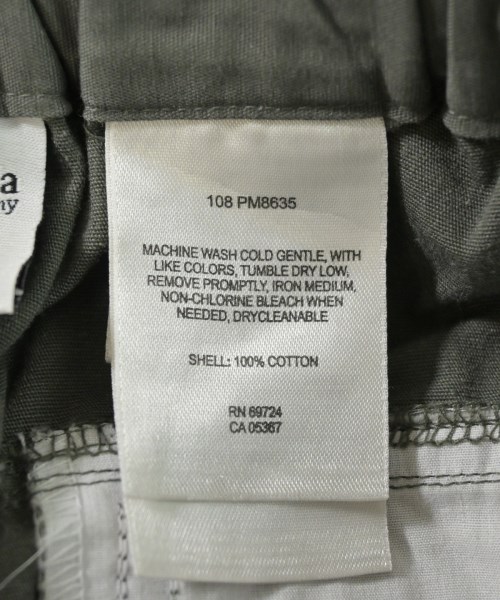 a
ny
108 PM8635
MACHINE WASH COLD GENTLE, WITH
LIKE COLORS, TUMBLE DRY LOW,
REMOVE PROMPTLY, IRON MEDIUM,
NON-CHLORINE BLEACH WHEN
NEEDED, DRYCLEANABLE
SHELL: 100% COTTON
RN 69724
CA 05367